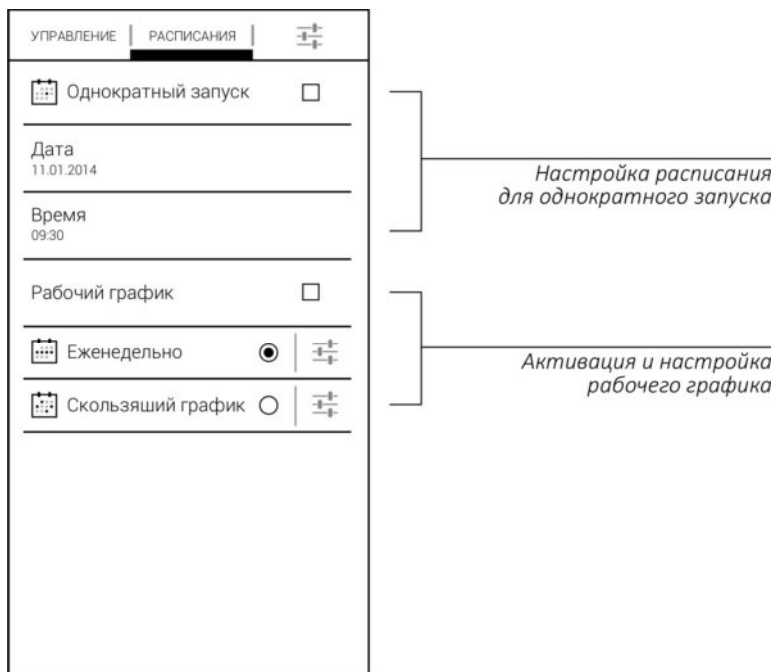 УПРАВЛЕНИЕ РАСПИСАНИЯ
Однократный запуск
Дата
11.01.2014
Время
09:30
Рабочий график
Еженедельно
Скользяший график
Настройка расписания
для однократного запуска
Активация и настройка
рабочего графика